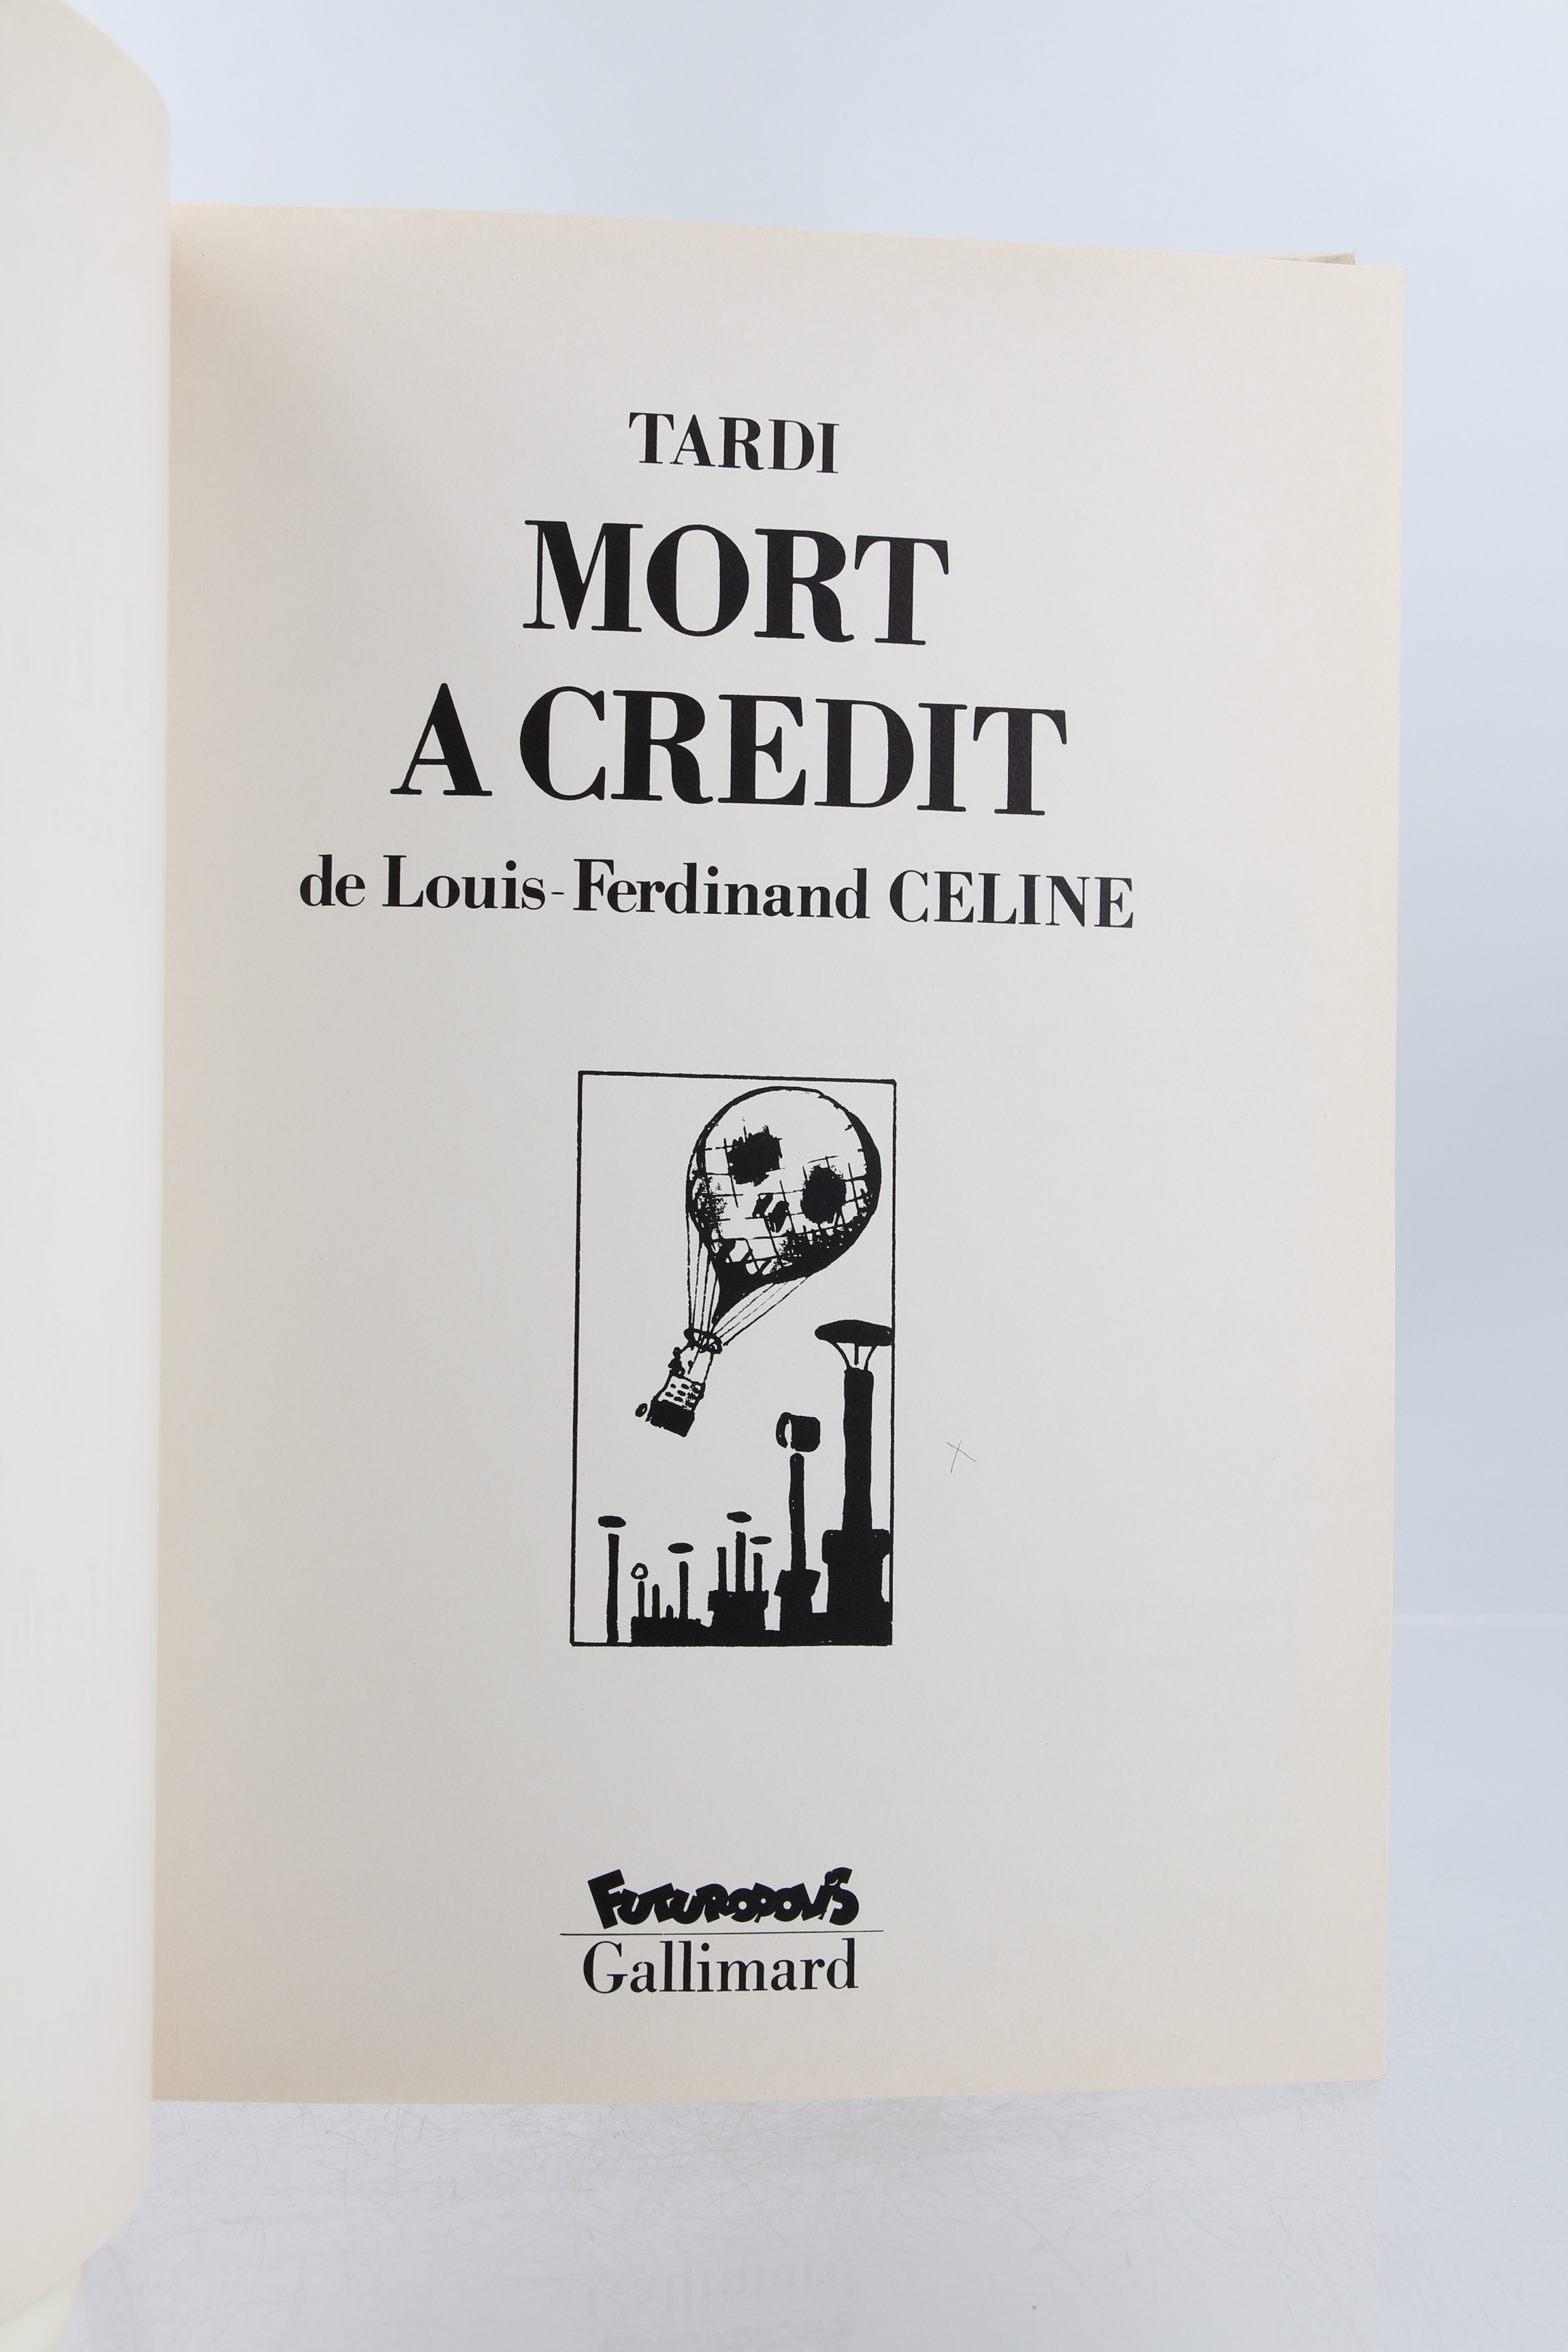 TARDI
MORT
A CREDIT
de Louis-Ferdinand CELINE
FUTUROPOLIS
Gallimard